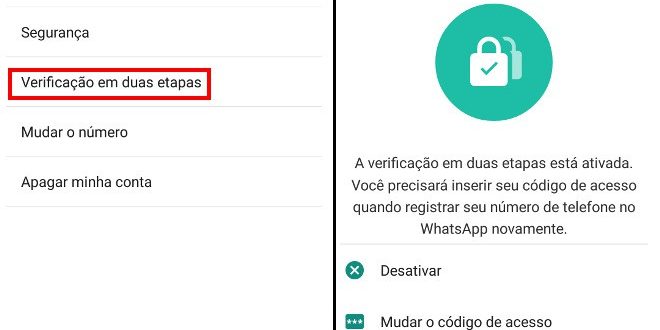 Segurança
Verificação em duas etapas
Mudar o número
Apagar minha conta
A verificação em duas etapas está ativada.
Você precisará inserir seu código de acesso
quando registrar seu número de telefone no
WhatsApp novamente.
Desativar
Mudar o código de acesso